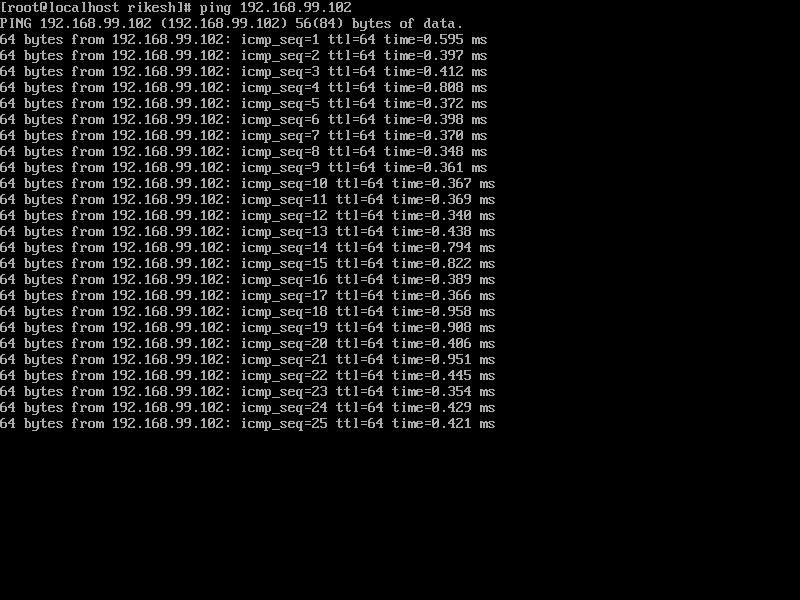 [root@localhost rikesh]# ping 192.168.99.102
PING 192.168.99.102 (192.168.99.102) 56(84) bytes of data.
64 bytes from 192.168.99.102: icmp_seq=1 ttl=64 time=0.595 ms
64 bytes from 192.168.99.102: icmp_seq=2 ttl=64 time=0.397 ms
64 bytes from 192.168.99.102: icmp_seq=3 ttl=64 time=0.412 ms
64 bytes from 192.168.99.102: icmp_seq=4 ttl=64 time=0.808 ms
64 bytes from 192.168.99.102: icmp_seq=5 ttl=64 time=0.372 ms
64 bytes from 192.168.99.102: icmp_seq=6 ttl=64 time=0.398 ms
64 bytes from 192.168.99.102: icmp_seq=7 ttl=64 time=0.370 ms
64 bytes from 192.168.99.102: icmp_seq=8 ttl=64 time=0.348 ms
64 bytes from 192.168.99.102: icmp_seq=9 ttl=64 time=0.361 ms
64 bytes from 192.168.99.102: icmp_seq=10 ttl=64 time=0.367 ms
64 bytes from 192.168.99.102: icmp_seq=11 ttl=64 time=0.369 ms
64 bytes from 192.168.99.102: icmp_seq=12 ttl=64 time=0.340 ms
64 bytes from 192.168.99.102: icmp_seq=13 ttl=64 time=0.438 ms
64 bytes from 192.168.99.102: icmp_seq=14 ttl=64 time=0.794 ms
64 bytes from 192.168.99.102: icmp_seq=15 ttl=64 time=0.822 ms
64 bytes from 192.168.99.102: icmp_seq=16 ttl=64 time=0.389 ms
64 bytes from 192.168.99.102: icmp_seq=17 ttl=64 time=0.366 ms
64 bytes from 192.168.99.102: icmp_seq=18 ttl=64 time=0.958 ms
64 bytes from 192.168.99.102: icmp_seq=19 ttl=64 time=0.908 ms
64 bytes from 192.168.99.102: icmp_seq=20 ttl=64 time=0.406 ms
64 bytes from 192.168.99.102: icmp_seq=21 ttl=64 time=0.951 ms
64 bytes from 192.168.99.102: icmp_seq=22 ttl=64 time=0.445 ms
64 bytes from 192.168.99.102: icmp_seq=23 ttl=64 time=0.354 ms
64 bytes from 192.168.99.102: icmp_seq=24 ttl=64 time=0.429 ms
64 bytes from 192.168.99.102: icmp_seq=25 ttl=64 time=0.421 ms